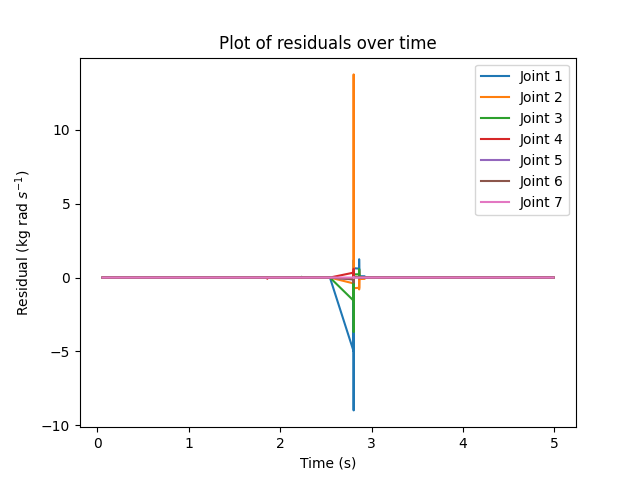 Plot of residuals over time
Residual (kg rad s⁻¹)
10
5
0
−5
−10
0 1 2 3 4 5
Time (s)
Joint 1
Joint 2
Joint 3
Joint 4
Joint 5
Joint 6
Joint 7